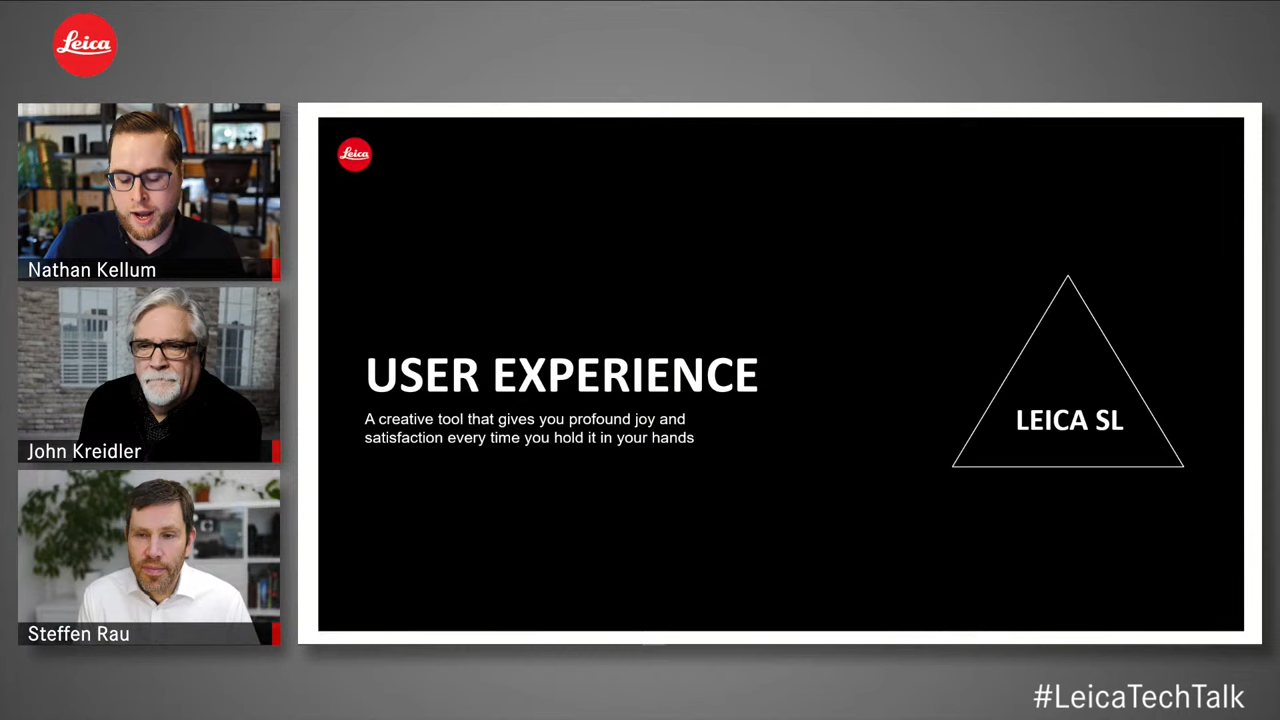 Leica
Nathan Kellum
John Kreidler
Steffen Rau
Leica
USER EXPERIENCE
A creative tool that gives you profound joy and
satisfaction every time you hold it in your hands
LEICA SL
#LeicaTechTalk